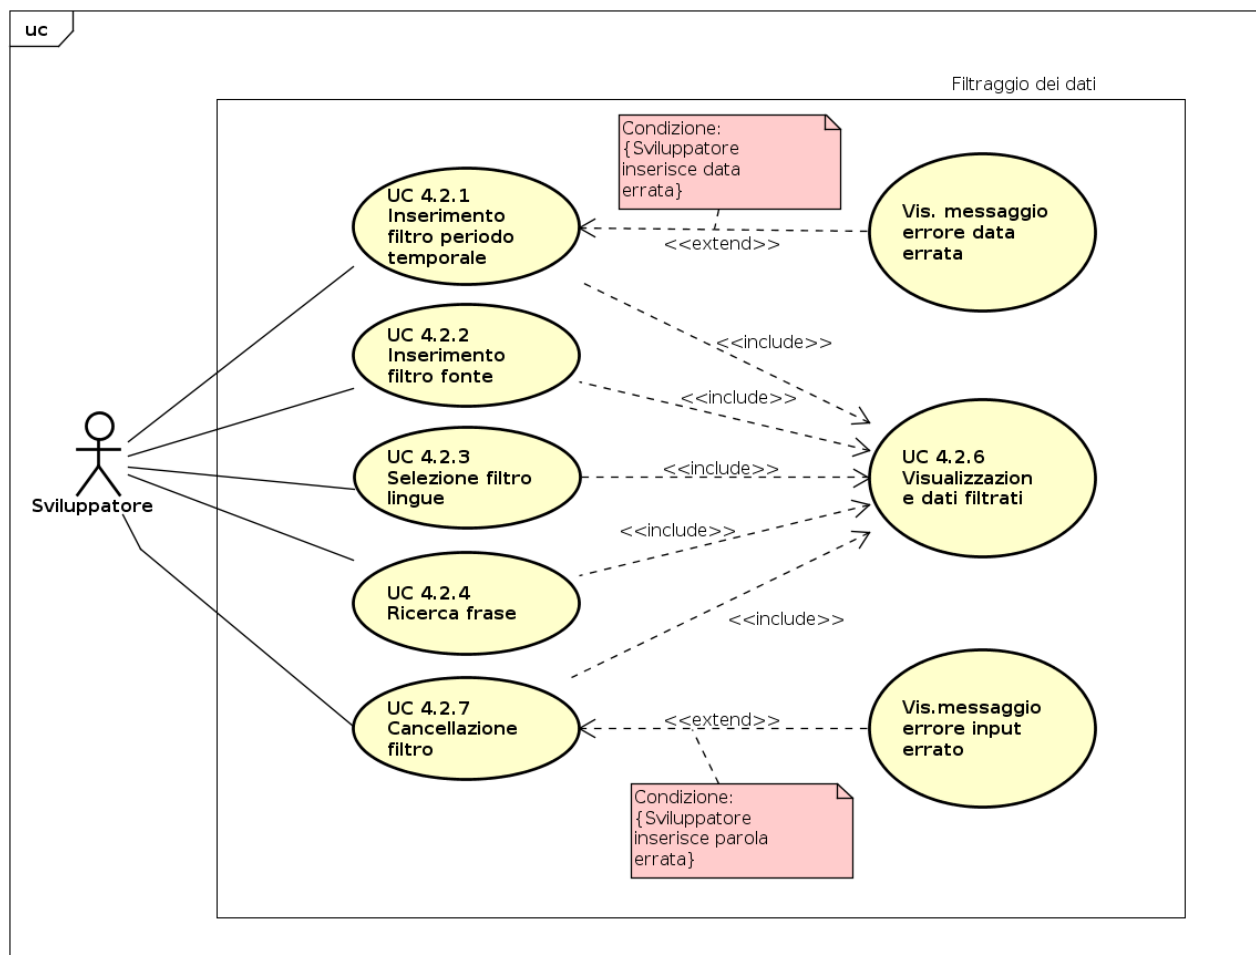 uc
Filtraggio dei dati
Condizione:
{Sviluppatore
inserisce data
errata}
UC 4.2.1
Inserimento
filtro periodo
temporale
<<extend>>
Vis. messaggio
errore data
errata
<<include>>
UC 4.2.2
Inserimento
filtro fonte
<<include>>
UC 4.2.3
Selezione filtro
lingue
<<include>>
UC 4.2.6
Visualizzazion
e dati filtrati
Sviluppatore
<<include>>
UC 4.2.4
Ricerca frase
<<include>>
UC 4.2.7
Cancellazione
filtro
<<extend>>
Vis.messaggio
errore input
errato
Condizione:
{Sviluppatore
inserisce parola
errata}